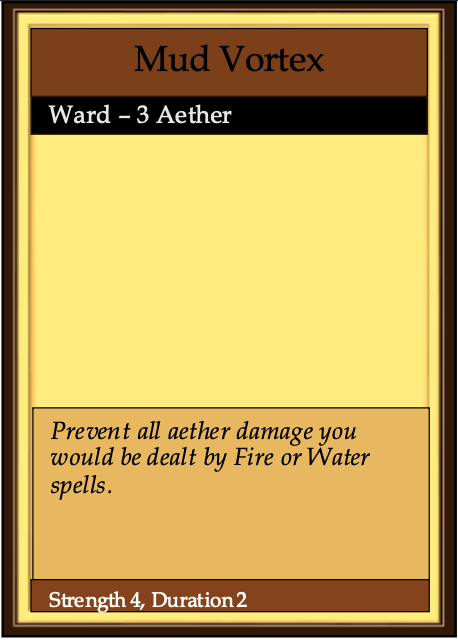 Mud Vortex
Ward – 3 Aether
Prevent all aether damage you
would be dealt by Fire or Water
spells.
Strength 4, Duration 2